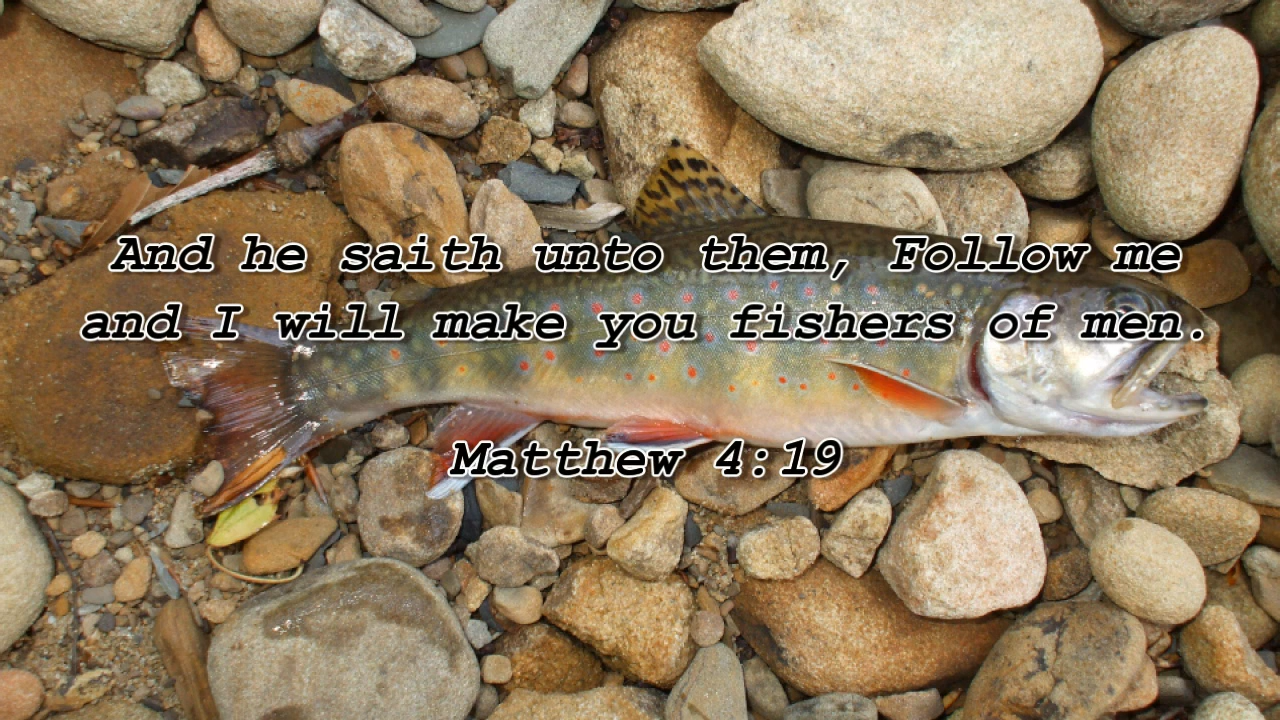 And he saith unto them, Follow me
and I will make you fishers of men.
Matthew 4:19